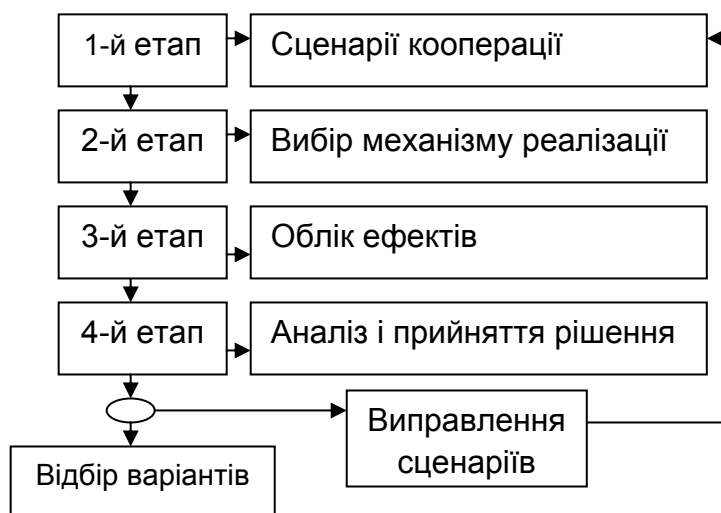 1-й етап
Сценарії кооперації
2-й етап
Вибір механізму реалізації
3-й етап
Облік ефектів
4-й етап
Аналіз і прийняття рішення
Виправлення
сценаріїв
Відбір варіантів